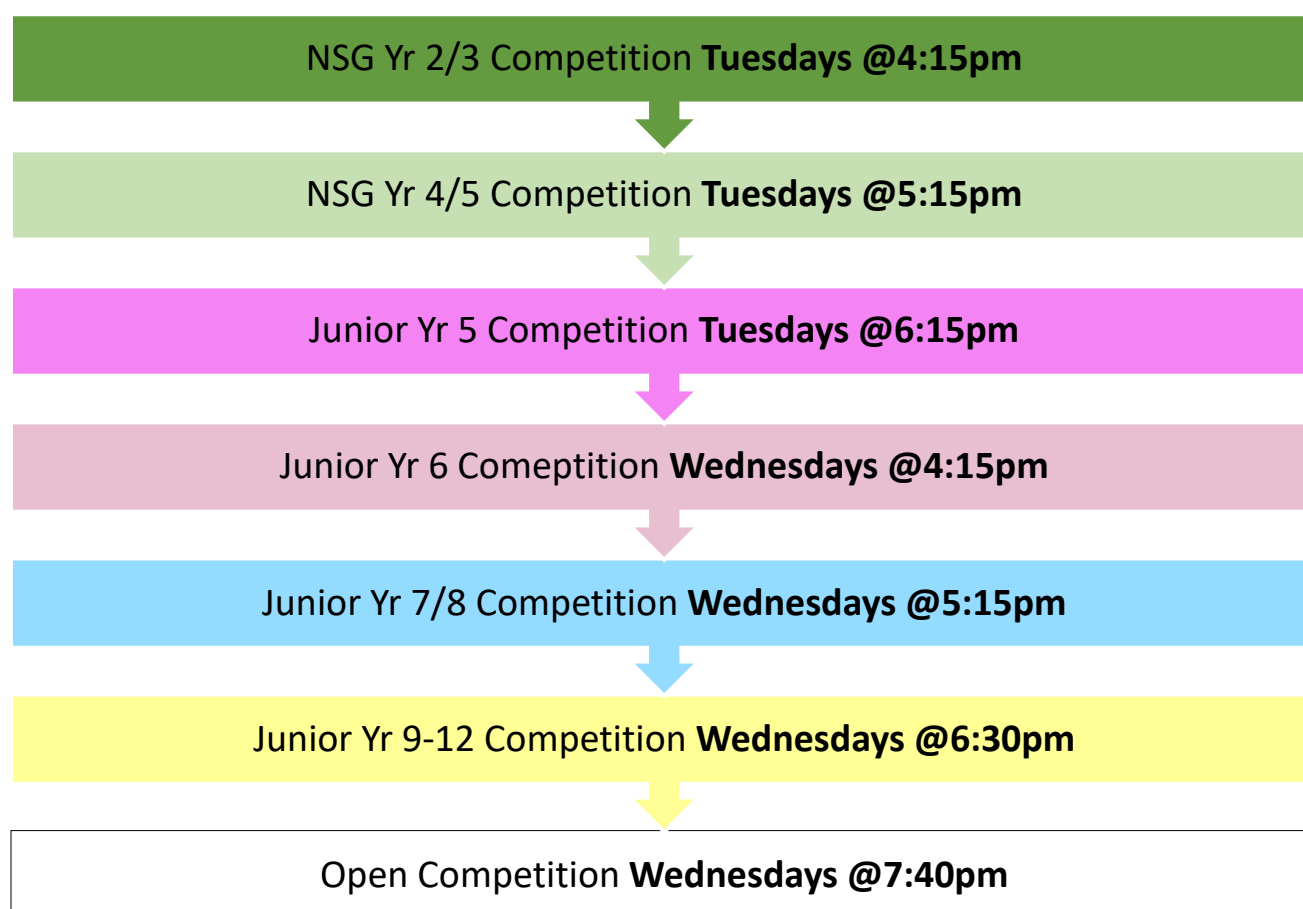 NSG Yr 2/3 Competition Tuesdays @4:15pm
NSG Yr 4/5 Competition Tuesdays @5:15pm
Junior Yr 5 Competition Tuesdays @6:15pm
Junior Yr 6 Comeptition Wednesdays @4:15pm
Junior Yr 7/8 Competition Wednesdays @5:15pm
Junior Yr 9-12 Competition Wednesdays @6:30pm
Open Competition Wednesdays @7:40pm